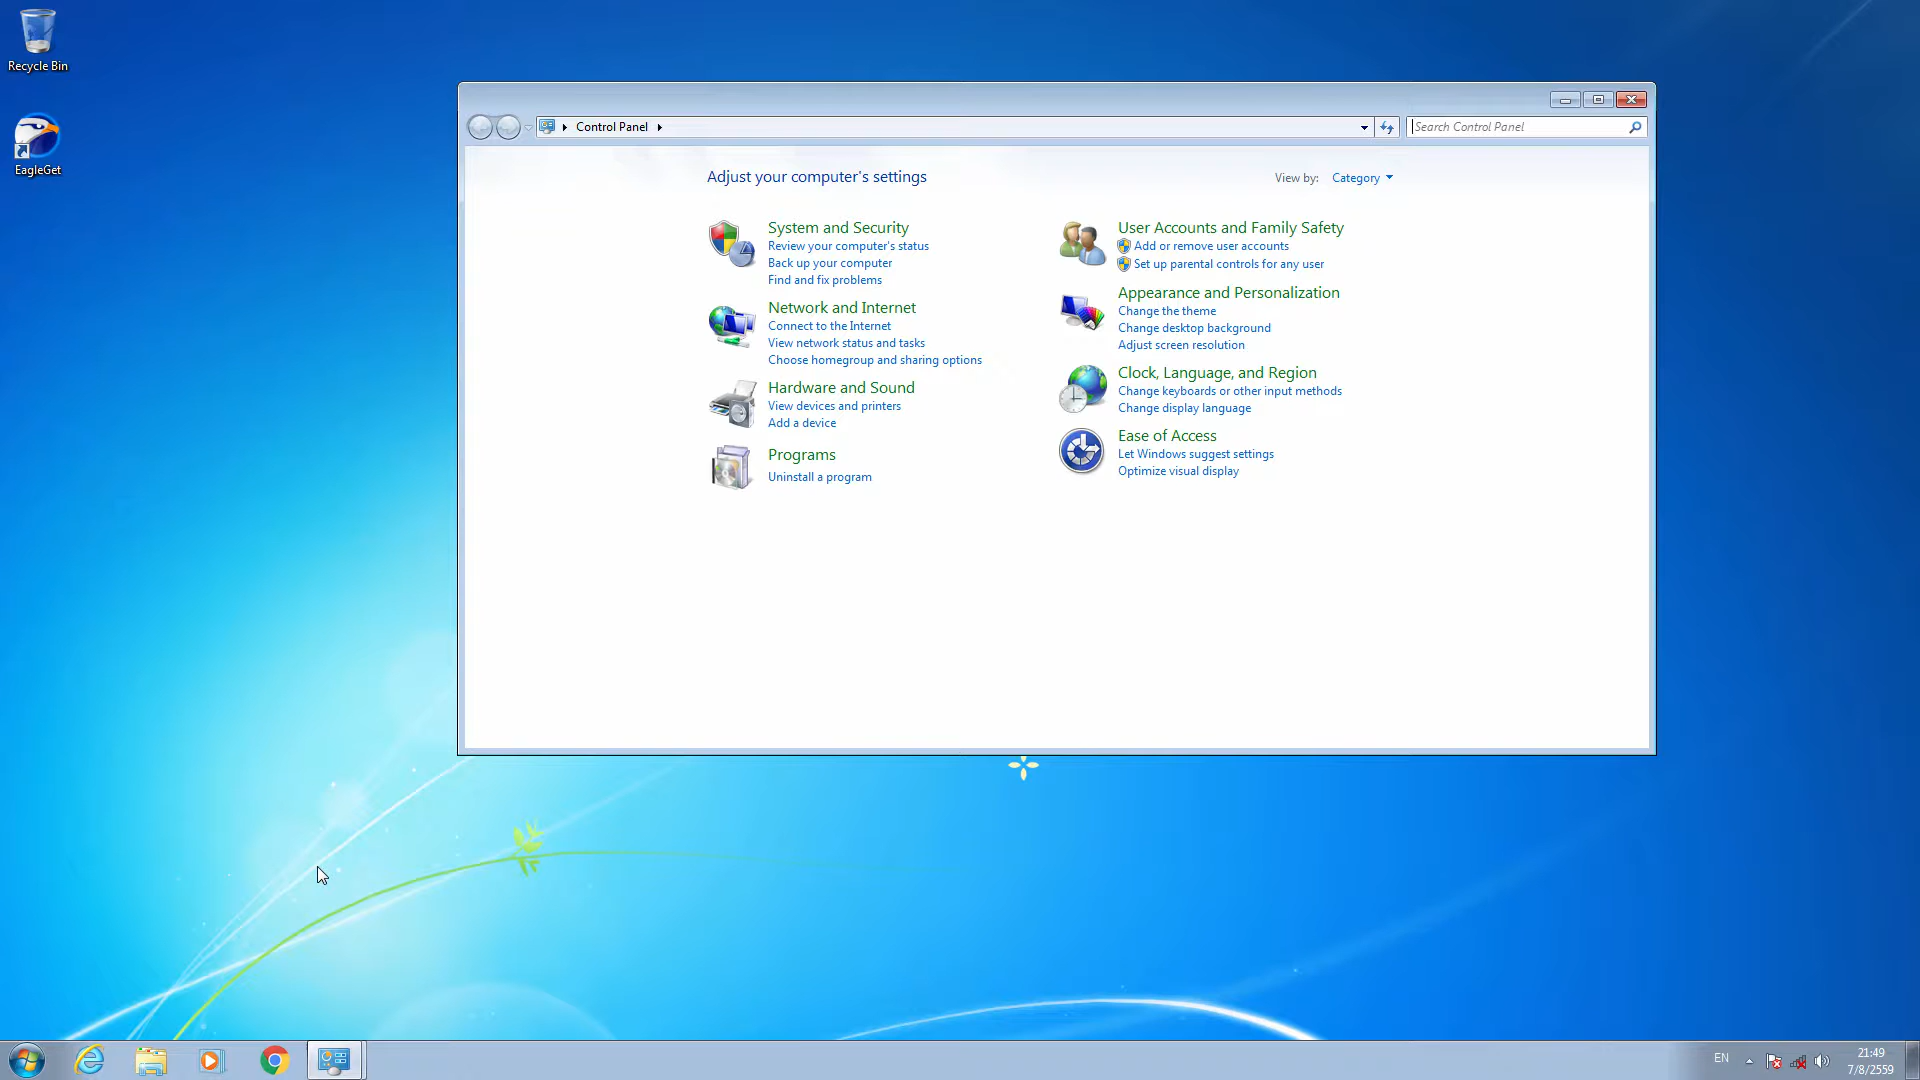 Recycle Bin
EagleGet
Control Panel
Search Control Panel
Adjust your computer's settings
View by: Category
System and Security
Review your computer's status
Back up your computer
Find and fix problems
Network and Internet
Connect to the Internet
View network status and tasks
Choose homegroup and sharing options
Hardware and Sound
View devices and printers
Add a device
Programs
Uninstall a program
User Accounts and Family Safety
Add or remove user accounts
Set up parental controls for any user
Appearance and Personalization
Change the theme
Change desktop background
Adjust screen resolution
Clock, Language, and Region
Change keyboards or other input methods
Change display language
Ease of Access
Let Windows suggest settings
Optimize visual display
EN
21:49
7/8/2559